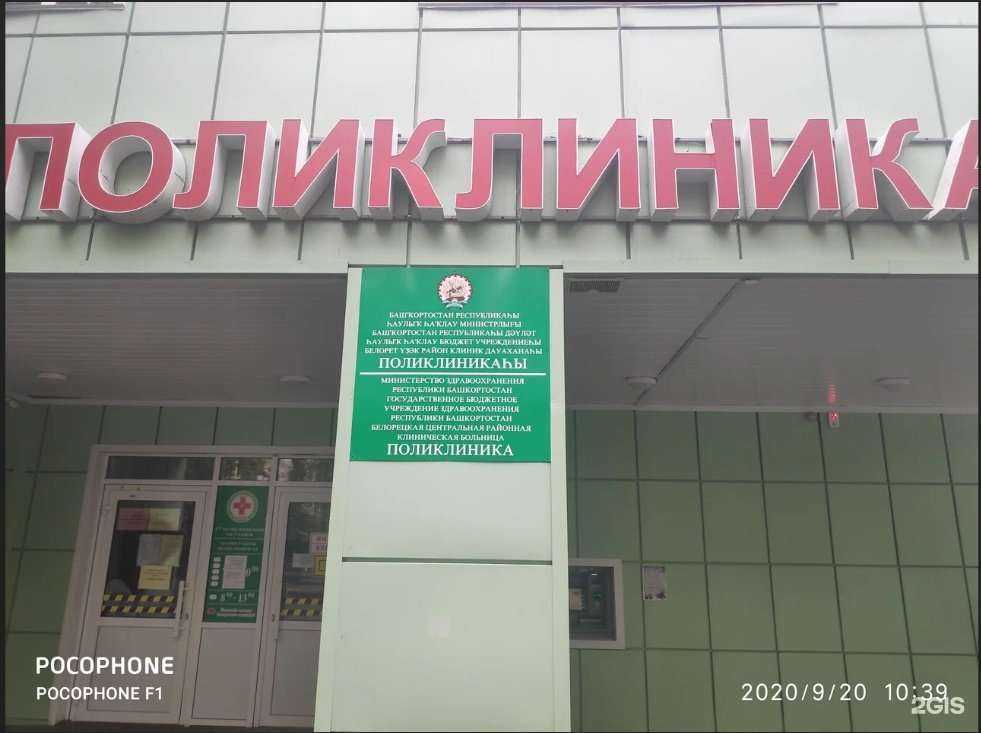 ПОЛИКЛИНИКА
БАШҠОРТОСТАН РЕСПУБЛИКАҺЫ
ҺАУЛЫҠ ҺАҠЛАУ МИНИСТРЛЫҒЫ
БАШҠОРТОСТАН РЕСПУБЛИКАҺЫ ДӘҮЛӘТ
ҺАУЛЫҠ ҺАҠЛАУ БЮДЖЕТ УЧРЕЖДЕНИЕҺЫ
БЕЛОРЕТ ҮҘӘК РАЙОН КЛИНИК ДАУАХАНАҺЫ
ПОЛИКЛИНИКАҺЫ
МИНИСТЕРСТВО ЗДРАВООХРАНЕНИЯ
РЕСПУБЛИКИ БАШКОРТОСТАН
ГОСУДАРСТВЕННОЕ БЮДЖЕТНОЕ
УЧРЕЖДЕНИЕ ЗДРАВООХРАНЕНИЯ
РЕСПУБЛИКИ БАШКОРТОСТАН
БЕЛОРЕЦКАЯ ЦЕНТРАЛЬНАЯ РАЙОННАЯ
КЛИНИЧЕСКАЯ БОЛЬНИЦА
ПОЛИКЛИНИКА
POCOPHONE
POCOPHONE F1
2020/9/20 10:39
2GIS